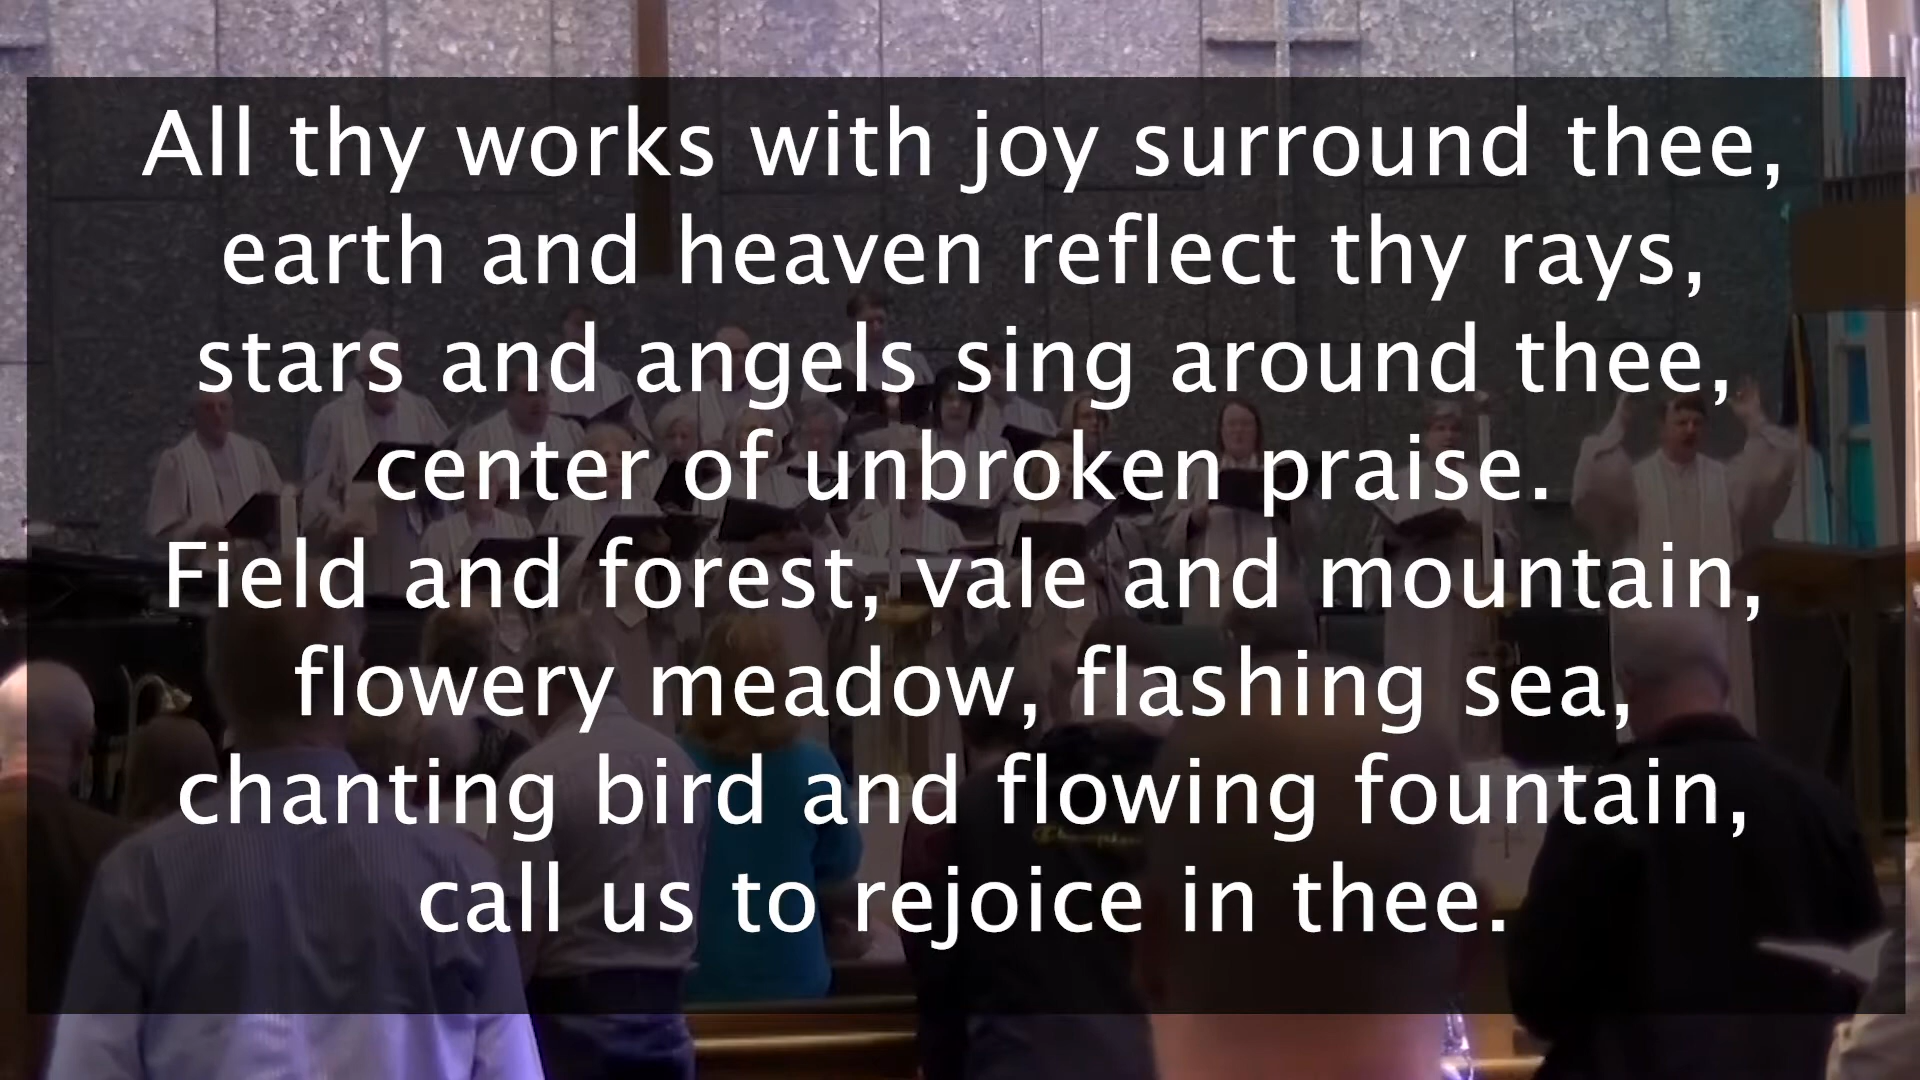 All thy works with joy surround thee,
earth and heaven reflect thy rays,
stars and angels sing around thee,
center of unbroken praise.
Field and forest, vale and mountain,
flowery meadow, flashing sea,
chanting bird and flowing fountain,
call us to rejoice in thee.
Champion